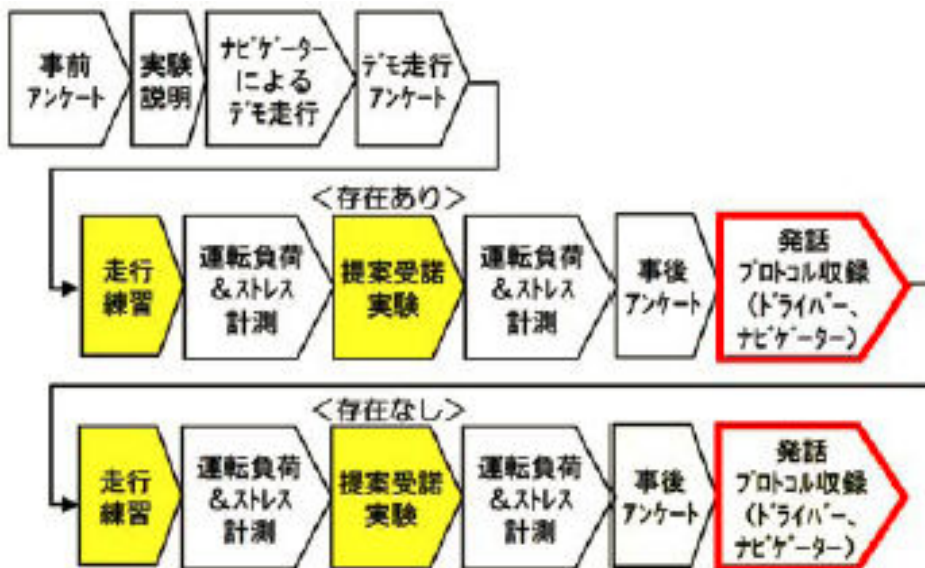 事前
アンケート
実験
説明
ナビゲーター
による
デモ走行
デモ走行
アンケート
＜存在あり＞
走行
練習
運転負荷
&ストレス
計測
提案受諾
実験
運転負荷
&ストレス
計測
事後
アンケート
発話
プロトコル収録
(ドライバー、
ナビゲーター)
＜存在なし＞
走行
練習
運転負荷
&ストレス
計測
提案受諾
実験
運転負荷
&ストレス
計測
事後
アンケート
発話
プロトコル収録
(ドライバー、
ナビゲーター)